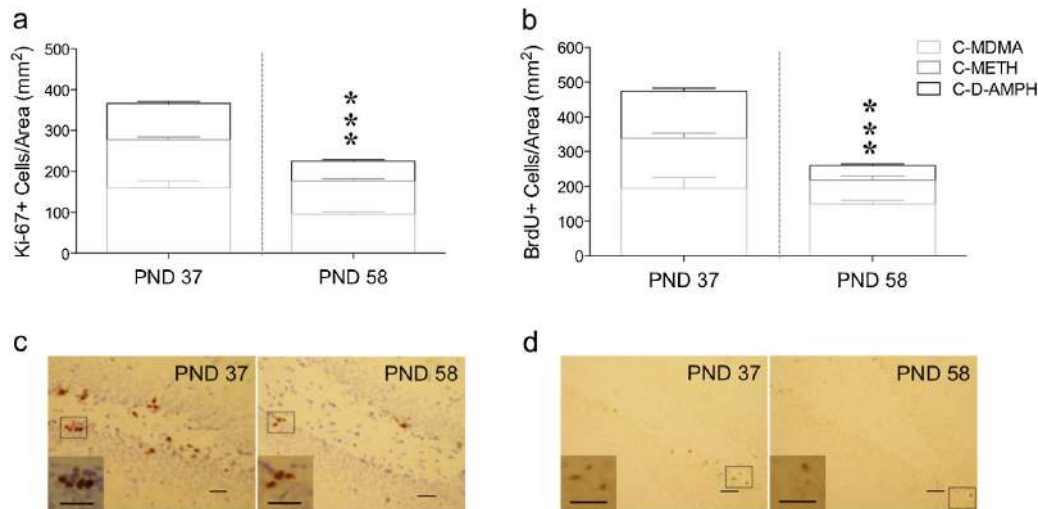 a
Ki-67+ Cells/Area (mm²)
500
400
300
200
100
0
PND 37
PND 58
***
b
BrdU+ Cells/Area (mm²)
600
500
400
300
200
100
0
PND 37
PND 58
***
C-MDMA
C-METH
C-D-AMPH
c
PND 37
PND 58
d
PND 37
PND 58